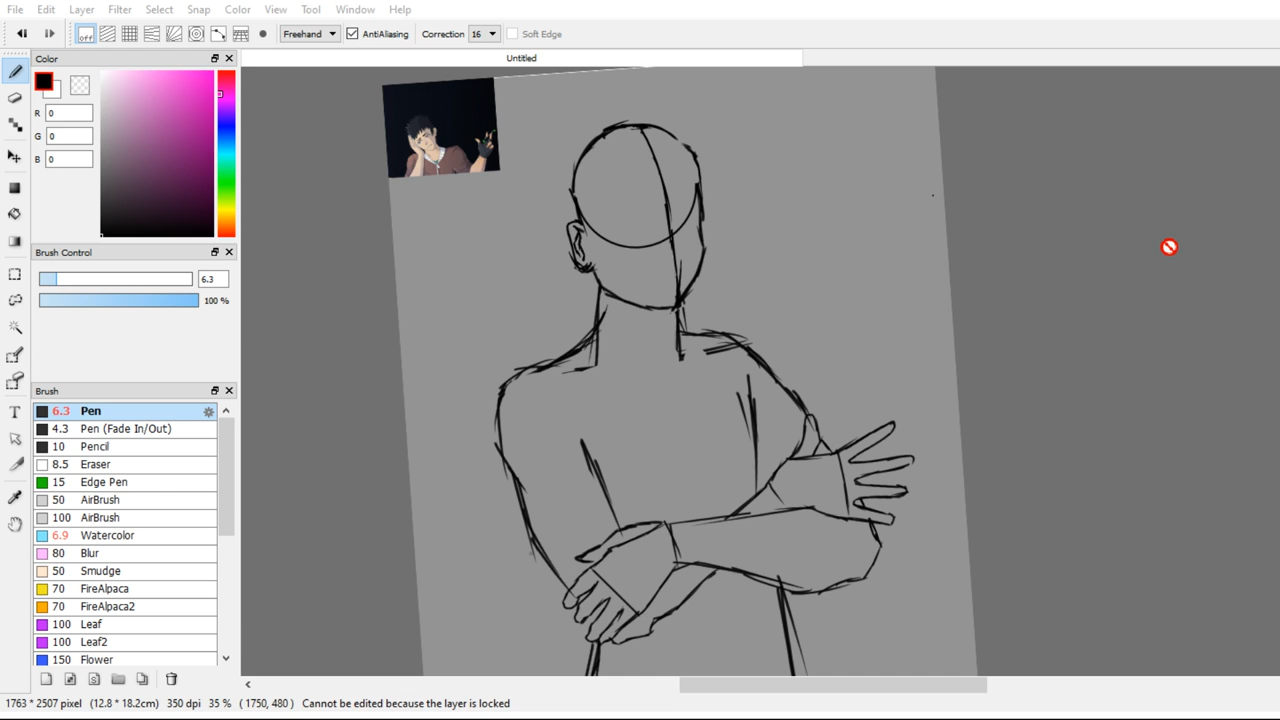 File Edit Layer Filter Select Snap Color View Tool Window Help
off Freehand AntiAliasing Correction 16 Soft Edge
Color
Untitled
R 0
G 0
B 0
Brush Control
6.3
100 %
Brush
6.3 Pen
4.3 Pen (Fade In/Out)
10 Pencil
8.5 Eraser
15 Edge Pen
50 AirBrush
100 AirBrush
6.9 Watercolor
80 Blur
50 Smudge
70 FireAlpaca
70 FireAlpaca2
100 Leaf
100 Leaf2
150 Flower
1763 * 2507 pixel (12.8 * 18.2cm) 350 dpi 35 % ( 1750, 480 ) Cannot be edited because the layer is locked